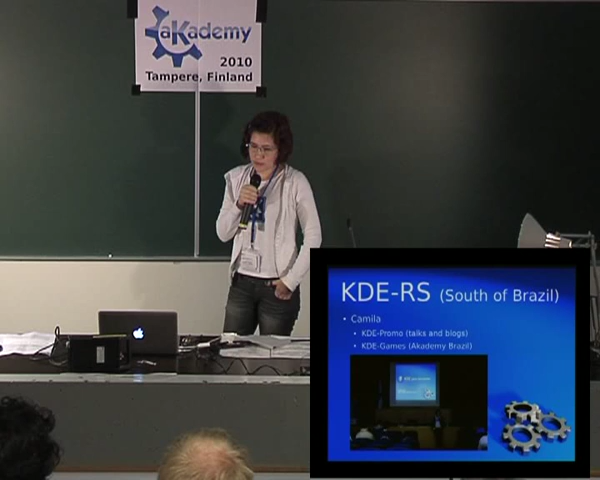 aKademy
2010
Tampere, Finland
KDE-RS (South of Brazil)
• Camila
• KDE-Promo (talks and blogs)
• KDE-Games (Akademy Brazil)